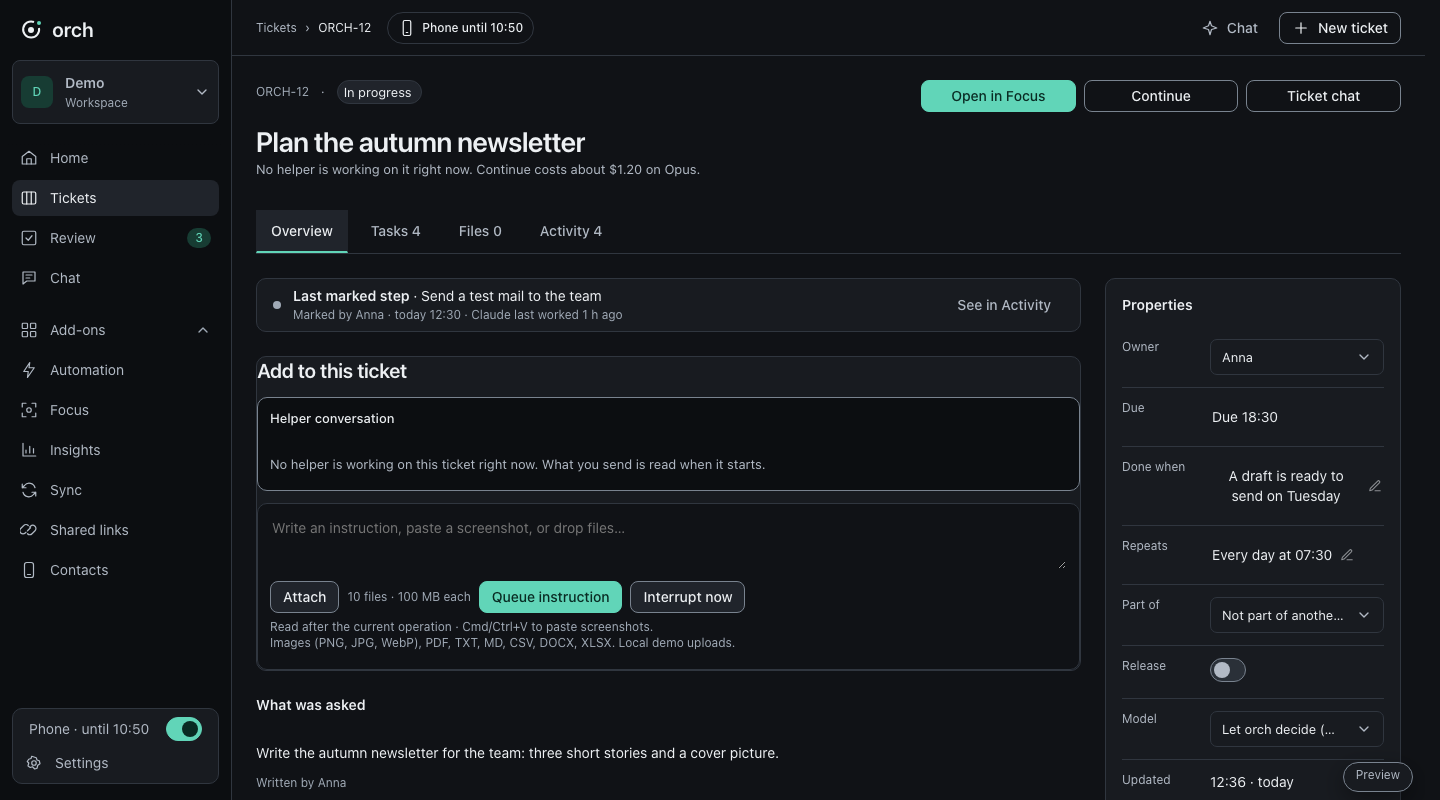 orch
Demo
Workspace
Home
Tickets
Review
3
Chat
Add-ons
Automation
Focus
Insights
Sync
Shared links
Contacts
Phone · until 10:50
Settings
Tickets › ORCH-12
Phone until 10:50
Chat
New ticket
ORCH-12 · In progress
Open in Focus
Continue
Ticket chat
Plan the autumn newsletter
No helper is working on it right now. Continue costs about $1.20 on Opus.
Overview
Tasks 4
Files 0
Activity 4
Last marked step · Send a test mail to the team
Marked by Anna · today 12:30 · Claude last worked 1 h ago
See in Activity
Add to this ticket
Helper conversation
No helper is working on this ticket right now. What you send is read when it starts.
Write an instruction, paste a screenshot, or drop files...
Attach
10 files · 100 MB each
Queue instruction
Interrupt now
Read after the current operation · Cmd/Ctrl+V to paste screenshots.
Images (PNG, JPG, WebP), PDF, TXT, MD, CSV, DOCX, XLSX. Local demo uploads.
What was asked
Write the autumn newsletter for the team: three short stories and a cover picture.
Written by Anna
Properties
Owner
Anna
Due
Due 18:30
Done when
A draft is ready to
send on Tuesday
Repeats
Every day at 07:30
Part of
Not part of anothe...
Release
Model
Let orch decide (...
Updated
12:36 · today
Preview
D